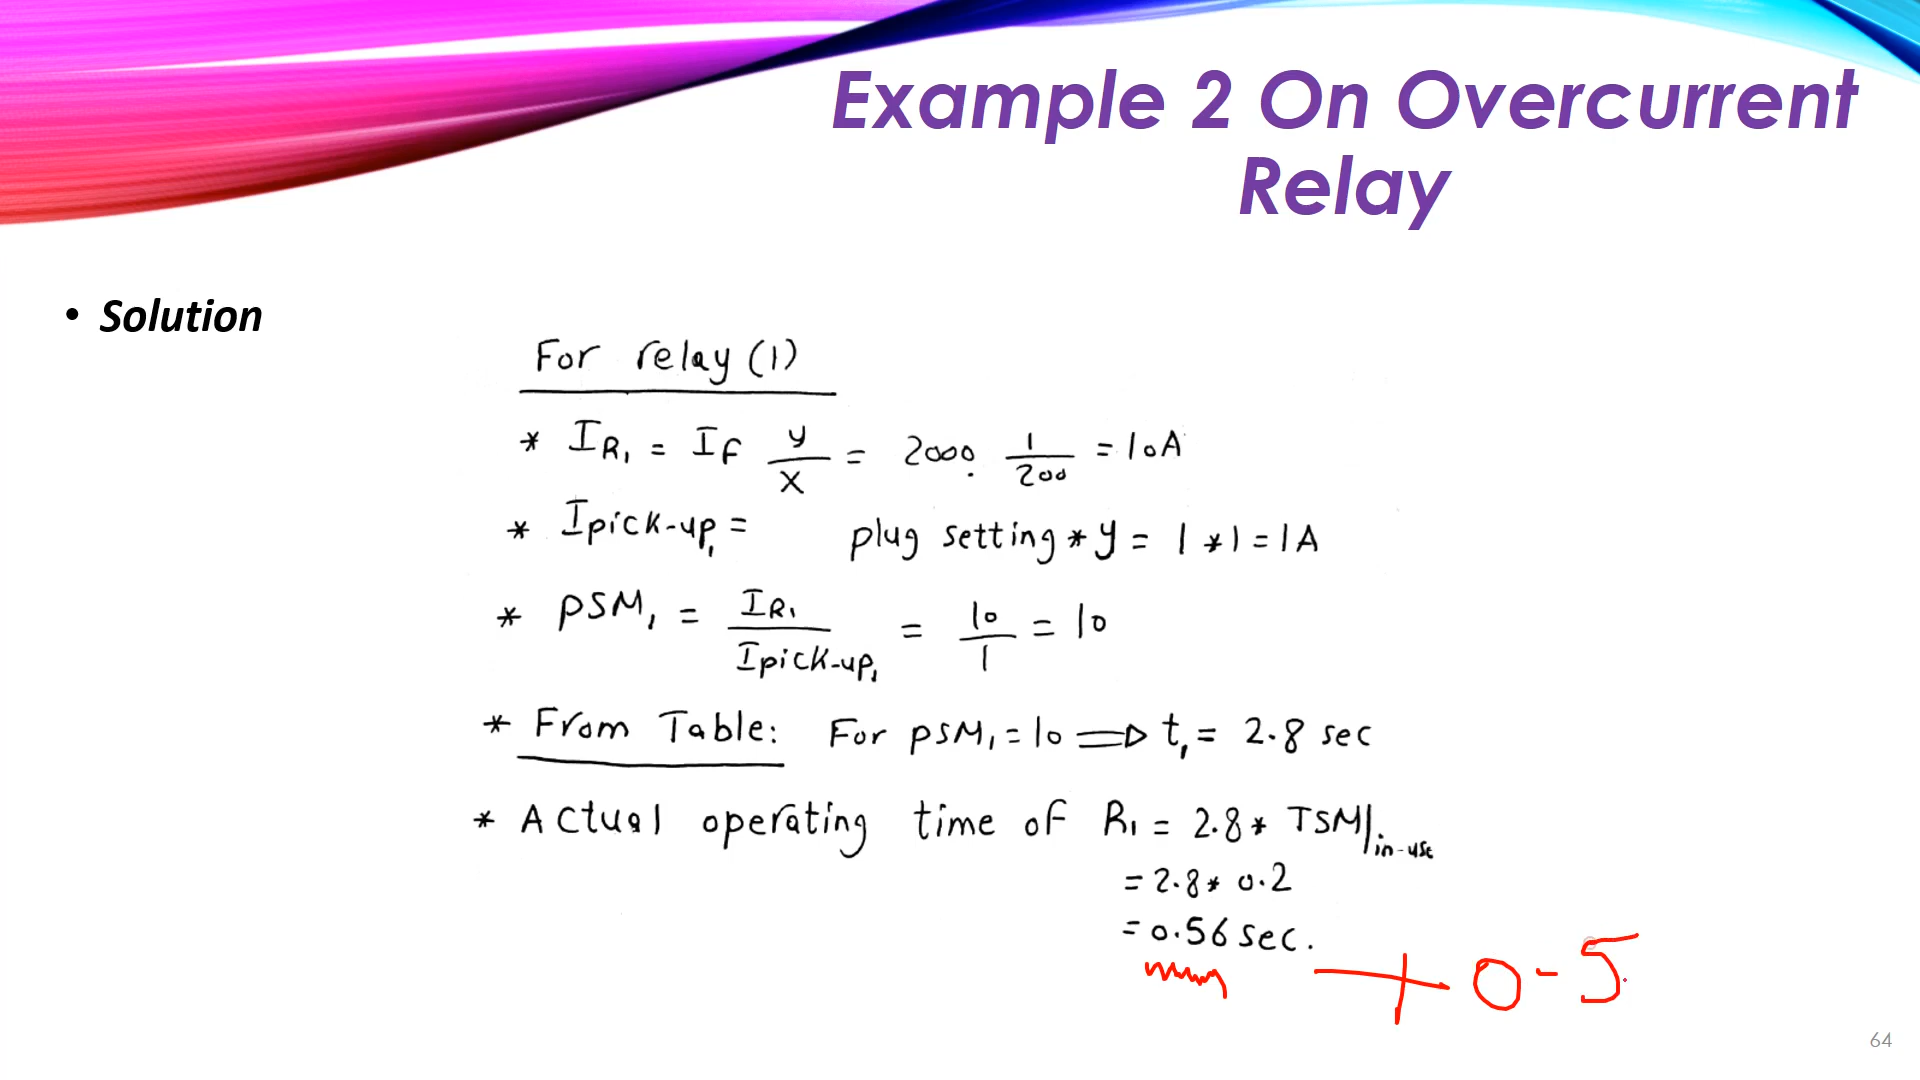 Example 2 On Overcurrent
Relay
• Solution
For relay (1)
* IR1 = IF y/x = 2000. 1/200 = 10A
* Ipick-up1 = plug setting * y = 1 * 1 = 1A
* PSM1 = IR1/Ipick-up1 = 10/1 = 10
* From Table: For PSM1 = 10 ⟹ t1 = 2.8 sec
* Actual operating time of R1 = 2.8 * TSM|in-use
= 2.8 * 0.2
= 0.56 sec.
+ 0-5
64